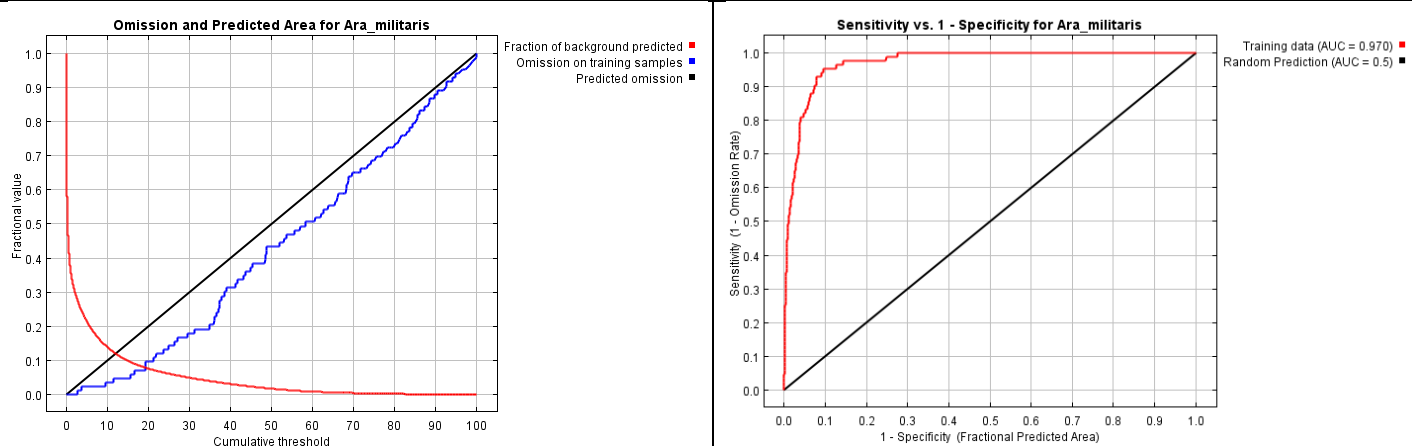 Omission and Predicted Area for Ara_militaris
Fraction of background predicted
Omission on training samples
Predicted omission
1.0
0.9
0.8
0.7
0.6
0.5
0.4
0.3
0.2
0.1
0.0
Fractional value
0 10 20 30 40 50 60 70 80 90 100
Cumulative threshold
Sensitivity vs. 1 - Specificity for Ara_militaris
Training data (AUC = 0.970)
Random Prediction (AUC = 0.5)
1.0
0.9
0.8
0.7
0.6
0.5
0.4
0.3
0.2
0.1
0.0
Sensitivity (1 - Omission Rate)
0.0 0.1 0.2 0.3 0.4 0.5 0.6 0.7 0.8 0.9 1.0
1 - Specificity (Fractional Predicted Area)